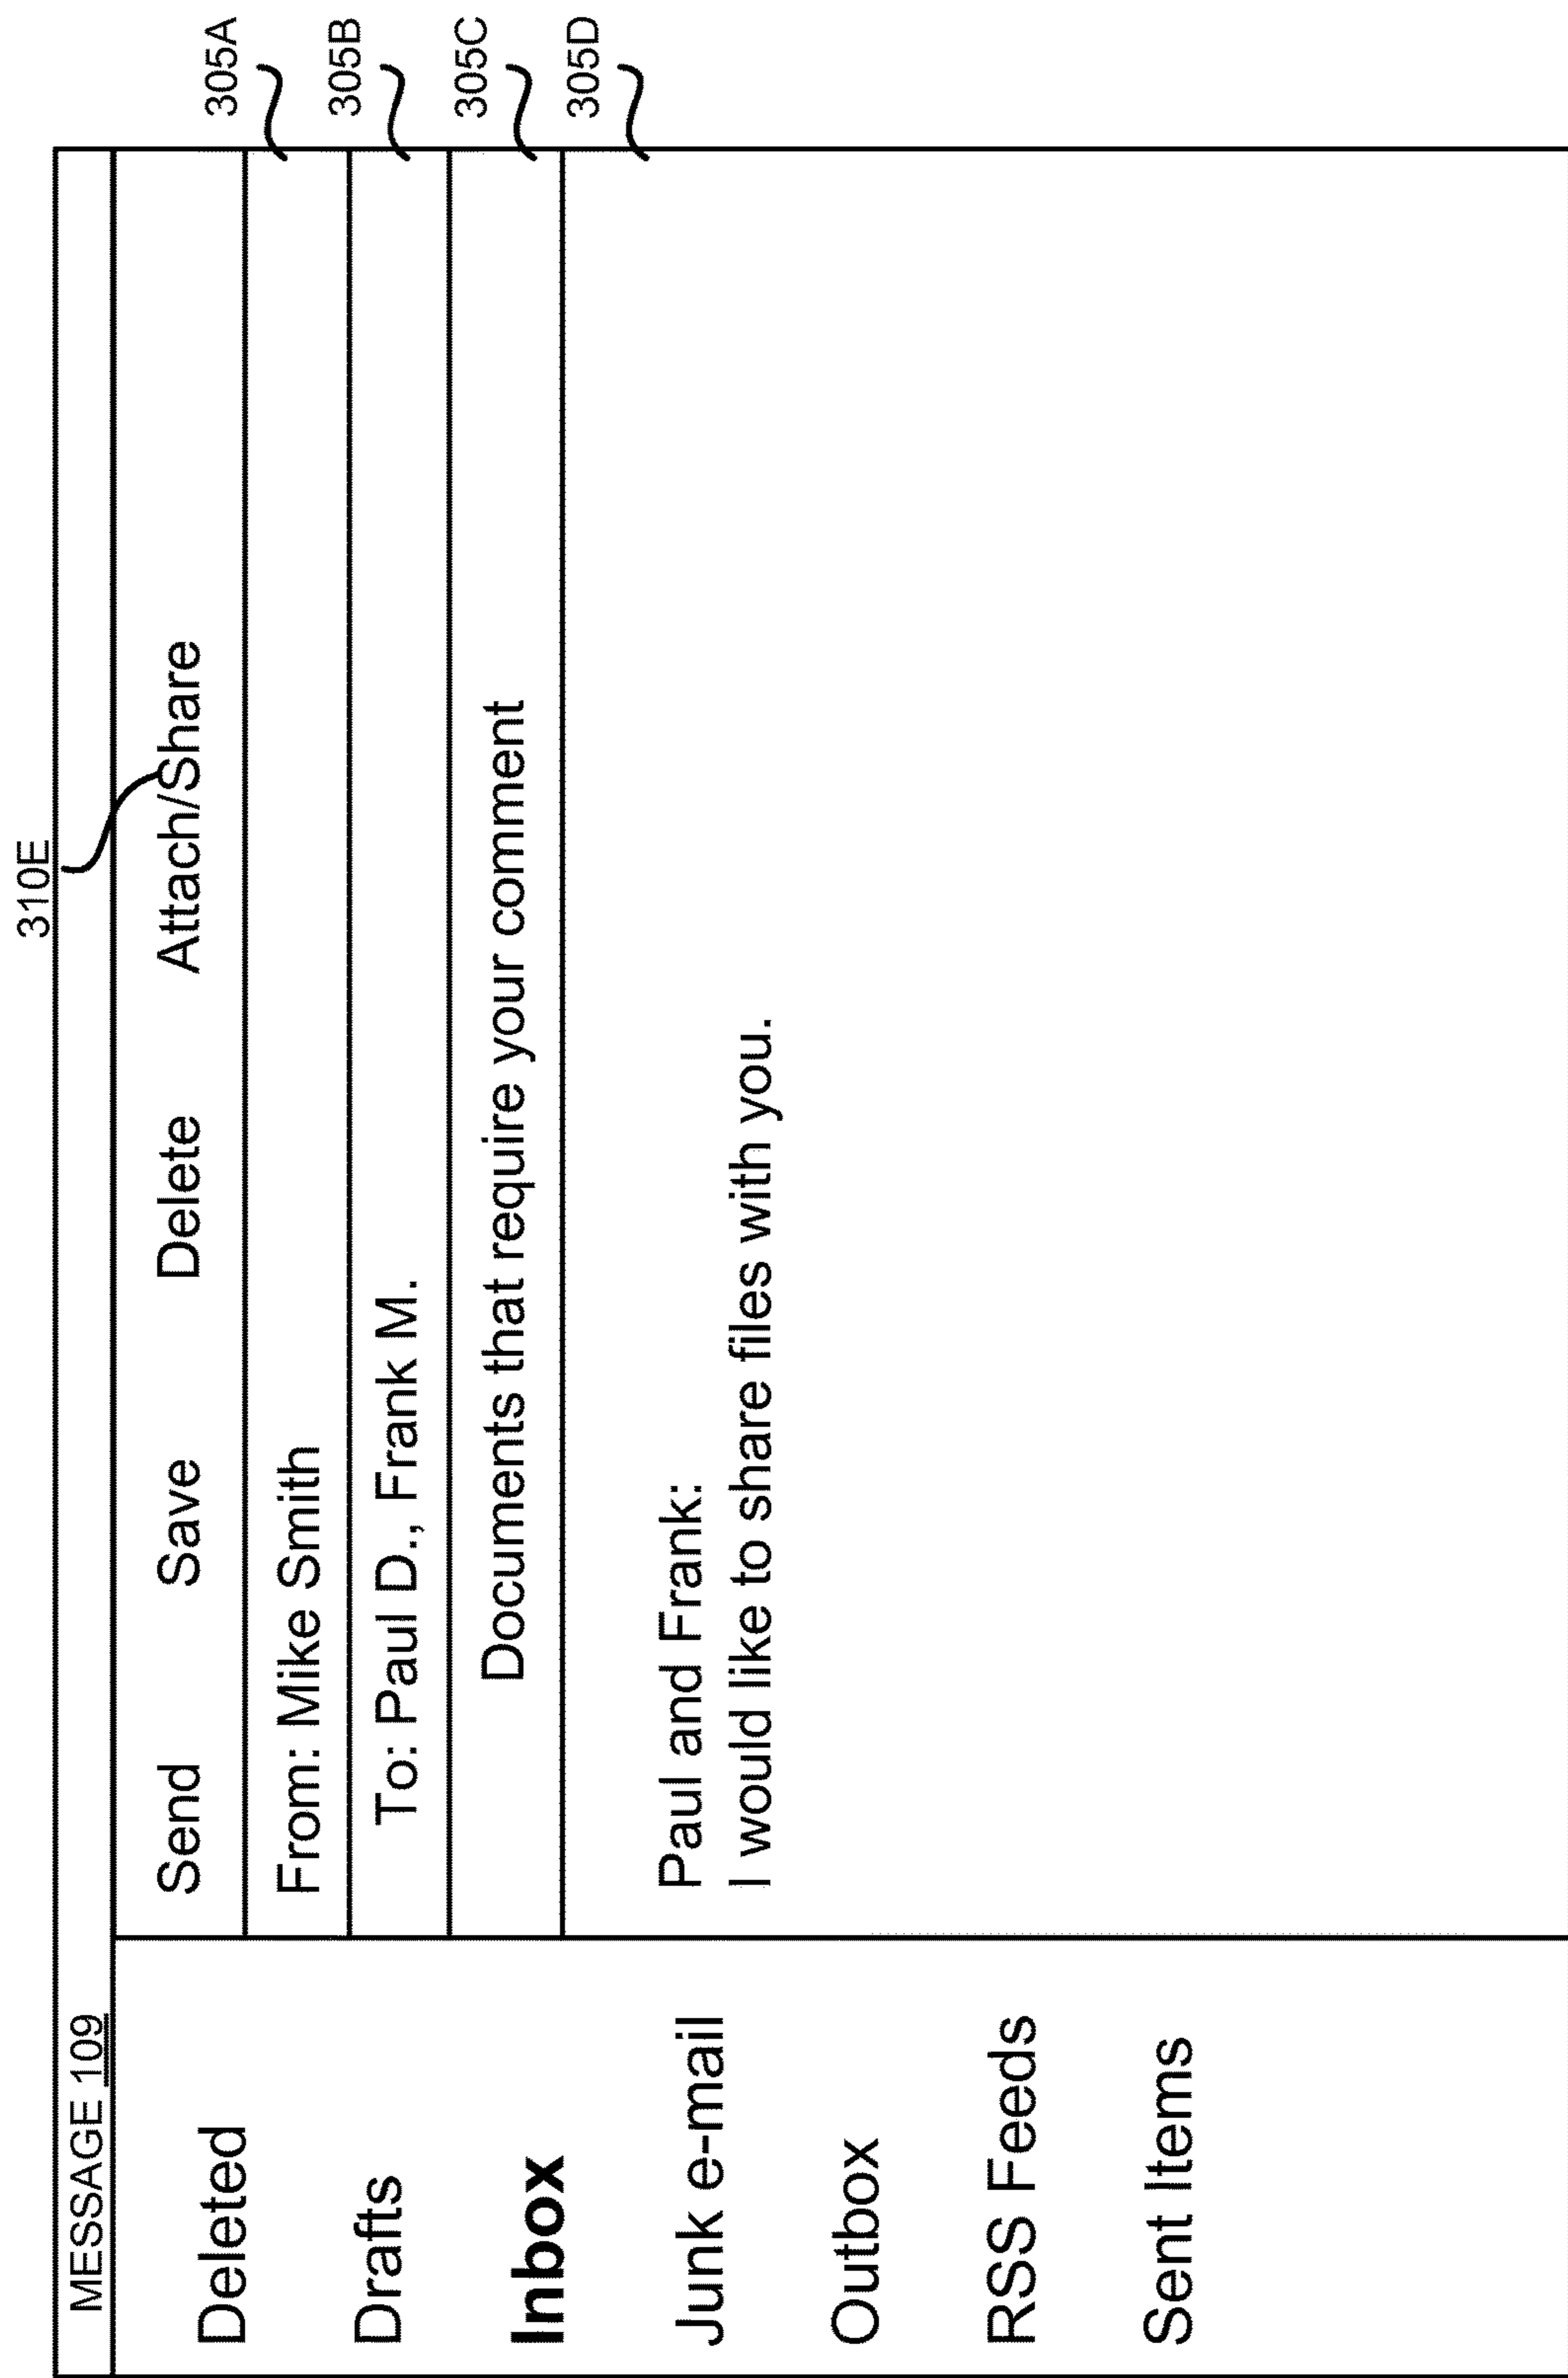 310E
MESSAGE 109
Send Save Delete Attach/Share
305A
From: Mike Smith
305B
To: Paul D., Frank M.
305C
Documents that require your comment
305D
Paul and Frank:
I would like to share files with you.
Deleted
Drafts
Inbox
Junk e-mail
Outbox
RSS Feeds
Sent Items